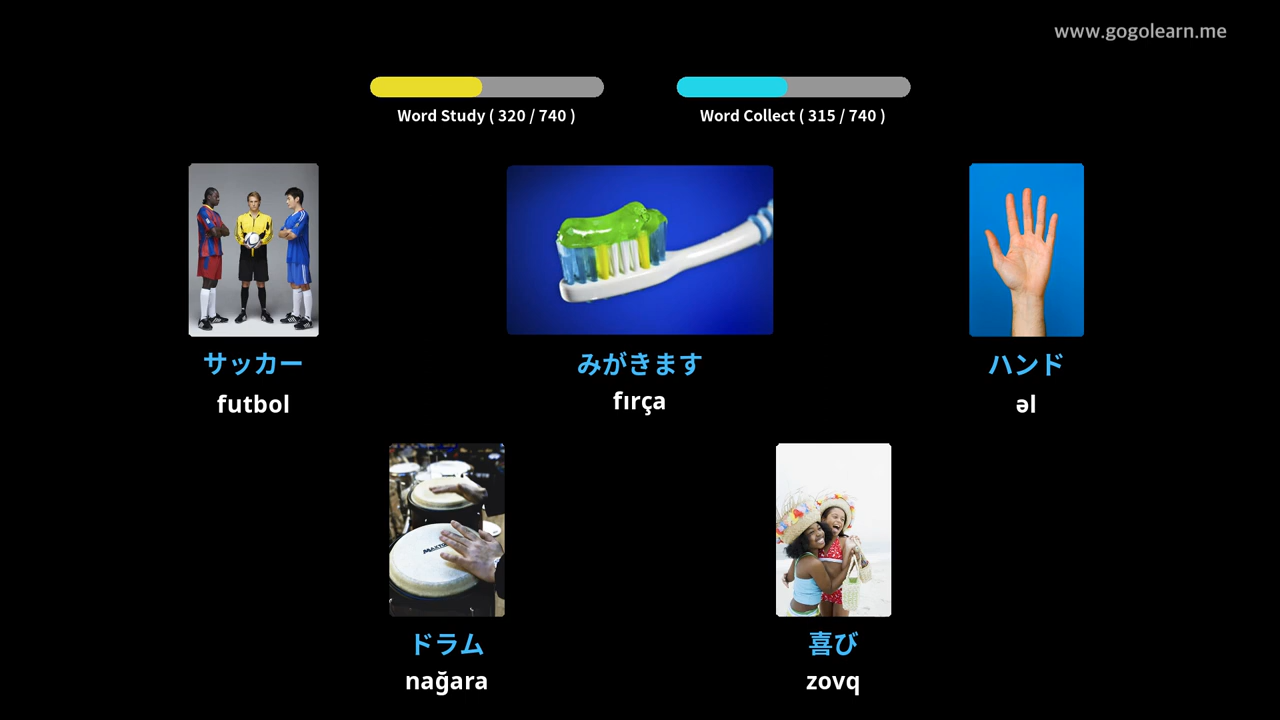 www.gogolearn.me
Word Study ( 320 / 740 )
Word Collect ( 315 / 740 )
サッカー
futbol
みがきます
fırça
ハンド
əl
ドラム
nağara
喜び
zovq